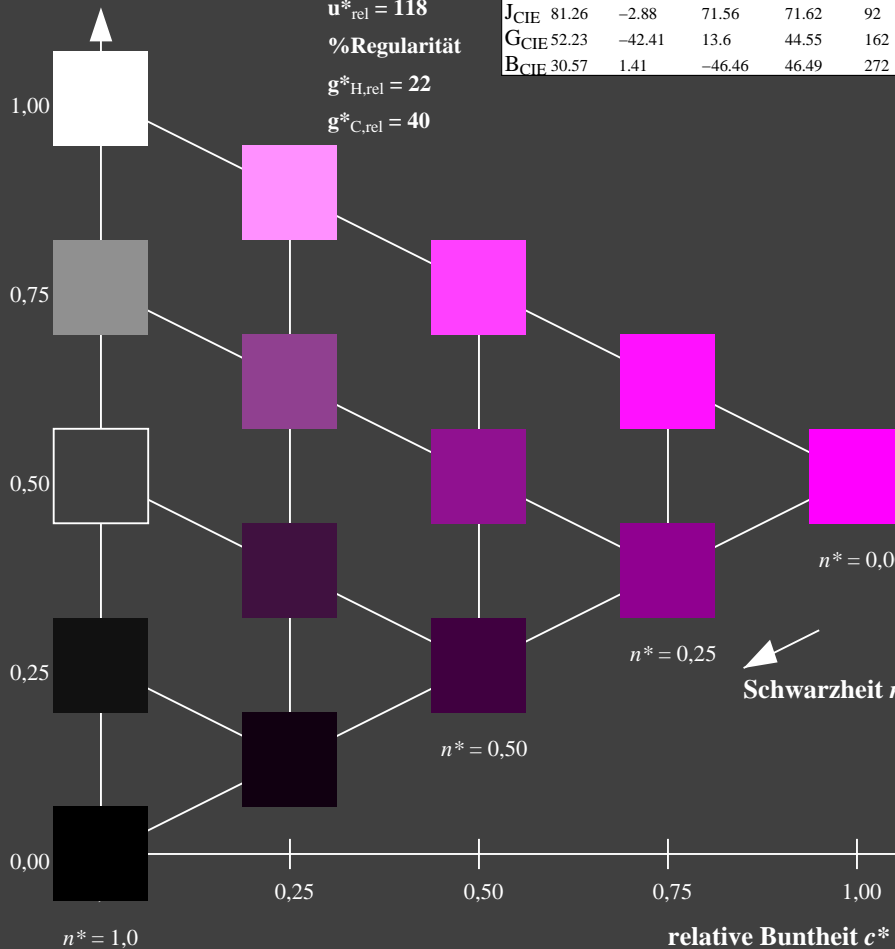 u*rel = 118
%Regularität
g*H,rel = 22
g*C,rel = 40
JCIE 81.26 −2.88 71.56 71.62 92
GCIE 52.23 −42.41 13.6 44.55 162
BCIE 30.57 1.41 −46.46 46.49 272
1,00
0,75
0,50
0,25
0,00
n* = 0,0
n* = 0,25
Schwarzheit
n* = 0,50
0,25 0,50 0,75 1,00
n* = 1,0
relative Buntheit c*